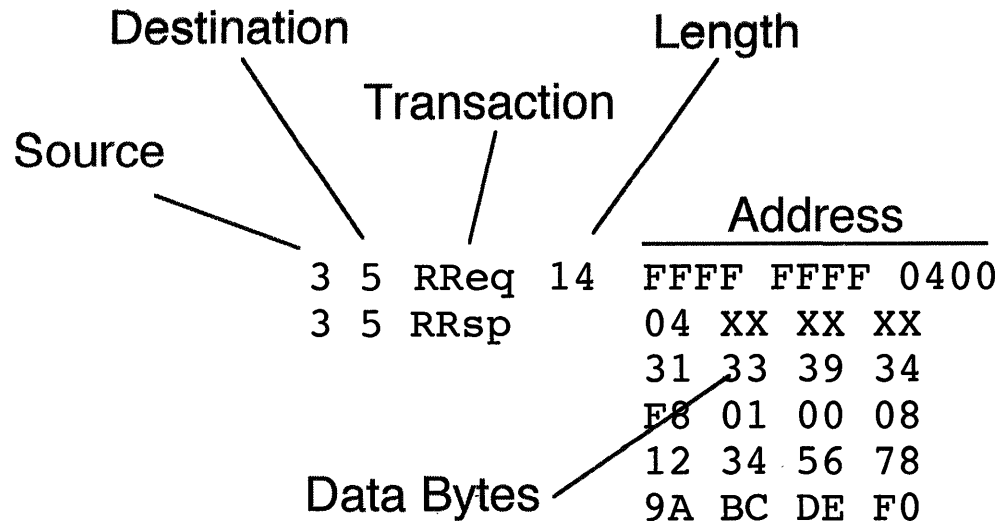 Destination
Length
Transaction
Source
Address
3 5 RReq 14 FFFF FFFF 0400
3 5 RRsp 04 XX XX XX
31 33 39 34
F8 01 00 08
12 34 56 78
Data Bytes
9A BC DE F0